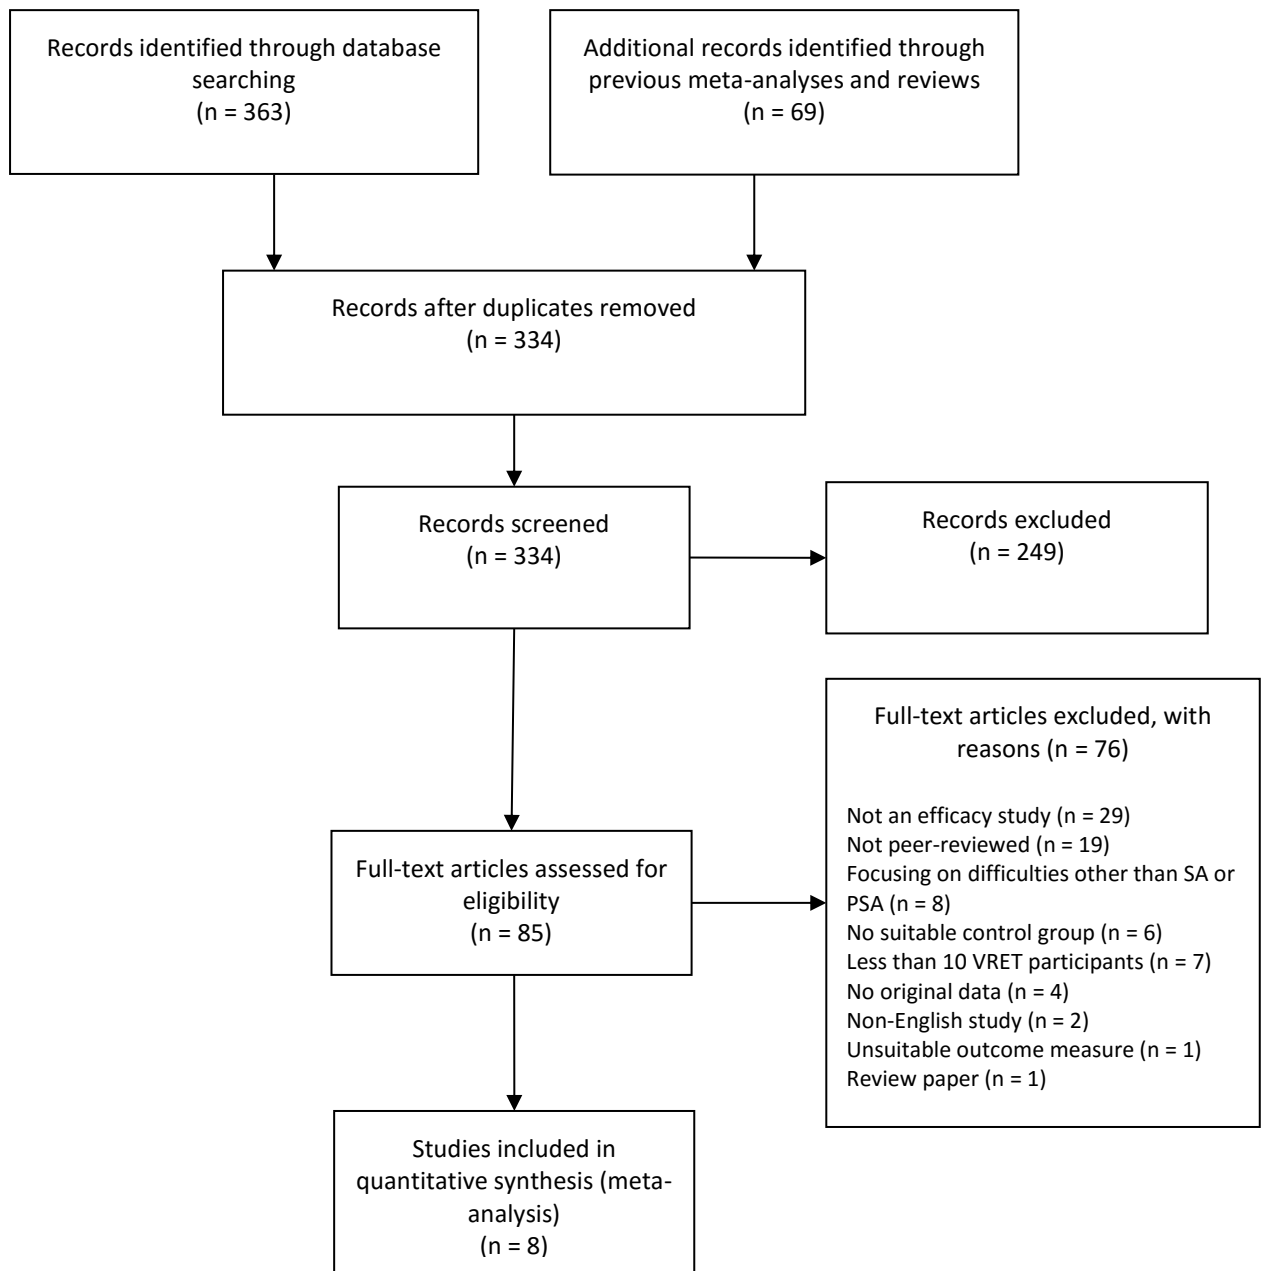 Records identified through database
searching
(n = 363)
Additional records identified through
previous meta-analyses and reviews
(n = 69)
Records after duplicates removed
(n = 334)
Records screened
(n = 334)
Records excluded
(n = 249)
Full-text articles assessed for
eligibility
(n = 85)
Full-text articles excluded, with
reasons (n = 76)
Not an efficacy study (n = 29)
Not peer-reviewed (n = 19)
Focusing on difficulties other than SA or
PSA (n = 8)
No suitable control group (n = 6)
Less than 10 VRET participants (n = 7)
No original data (n = 4)
Non-English study (n = 2)
Unsuitable outcome measure (n = 1)
Review paper (n = 1)
Studies included in
quantitative synthesis (meta-
analysis)
(n = 8)